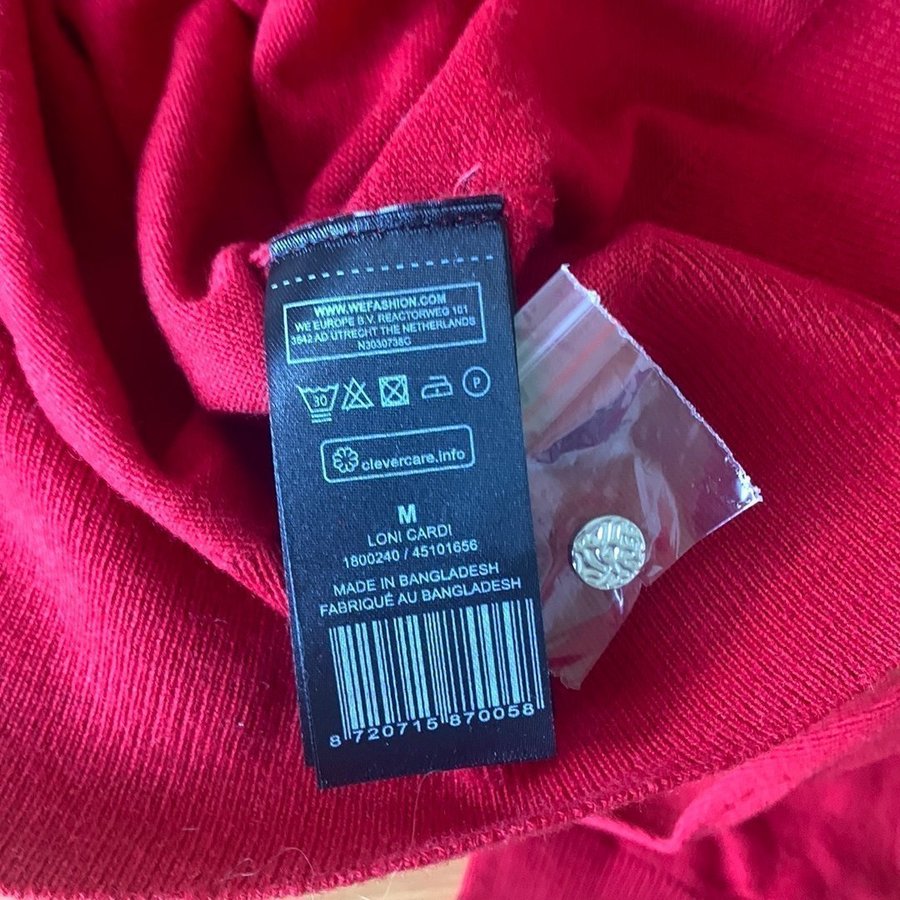 WWW.WEFASHION.COM
WE EUROPE B.V. REACTORWEG 101
3542 AD UTRECHT THE NETHERLANDS
N3030738C
30
P
clevercare.info
M
LONI CARDI
1800240 / 45101656
MADE IN BANGLADESH
FABRIQUÉ AU BANGLADESH
8 720715 870058